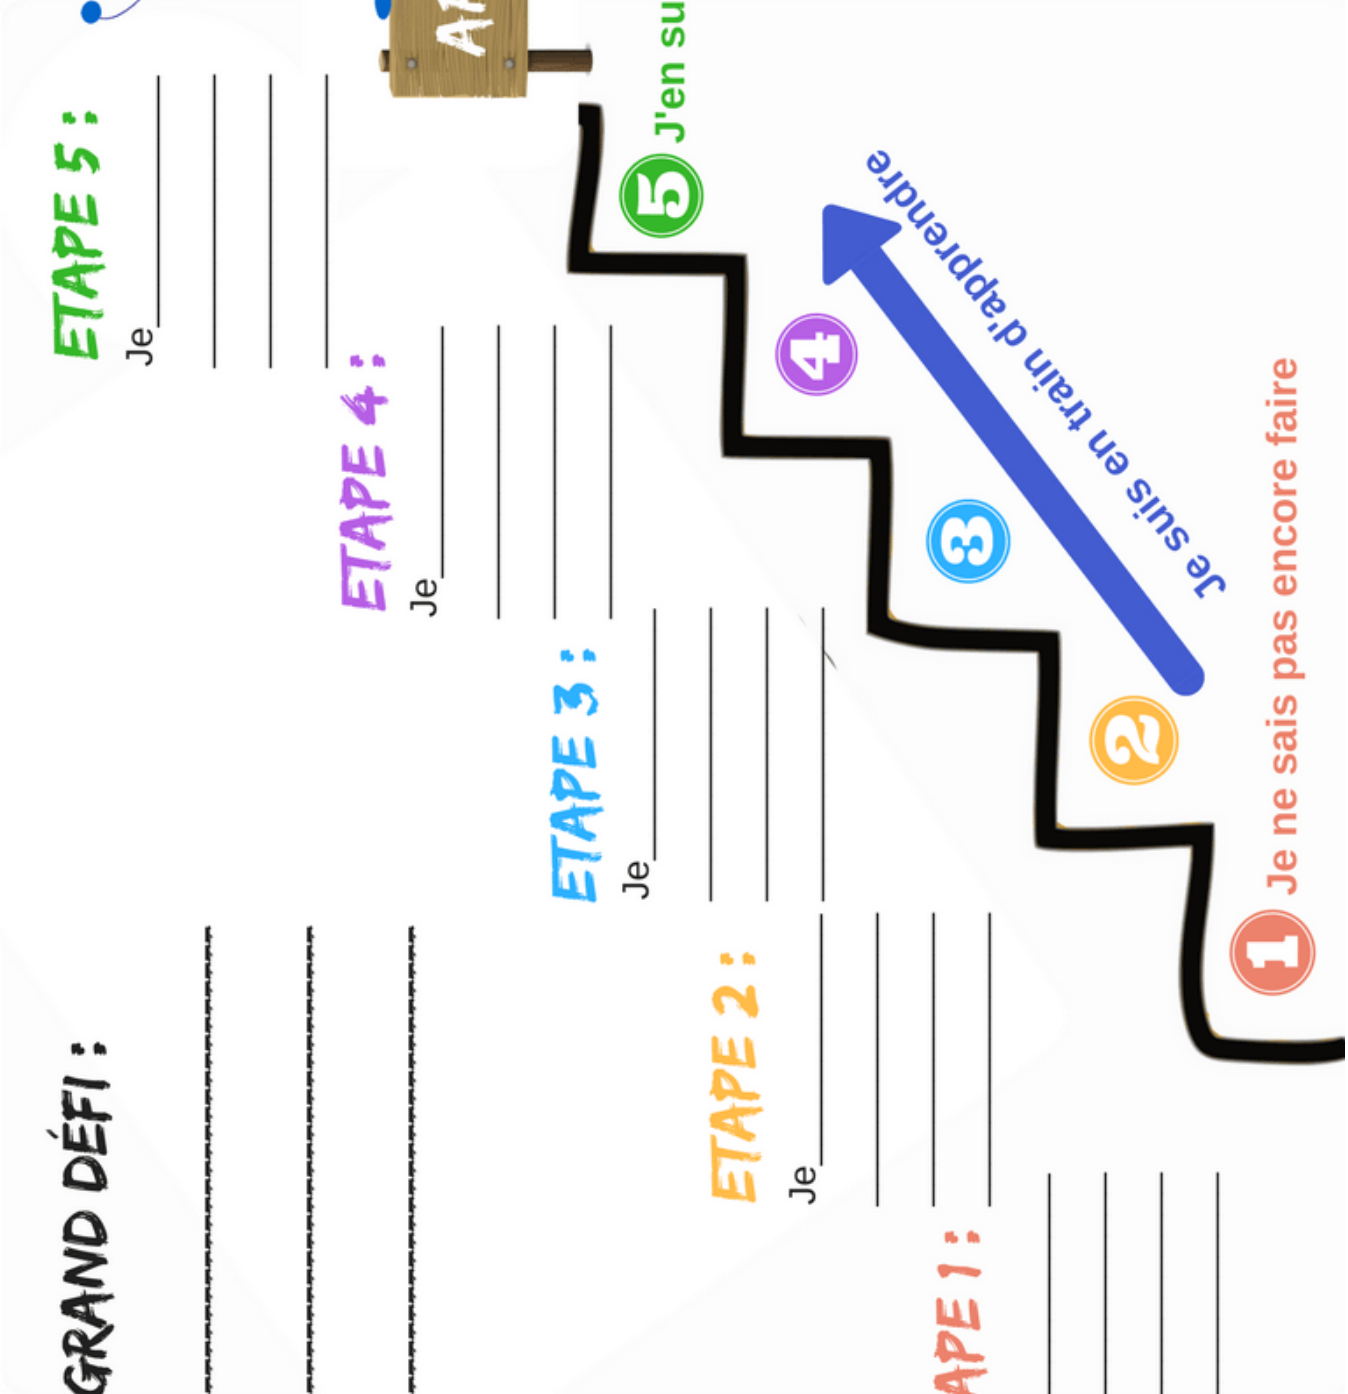 GRAND DÉFI :
ETAPE 5 :
Je
ETAPE 4 :
Je
ETAPE 3 :
Je
ETAPE 2 :
Je
APE 1 :
5 J'en su
4
3
2
1 Je ne sais pas encore faire
Je suis en train d'apprendre